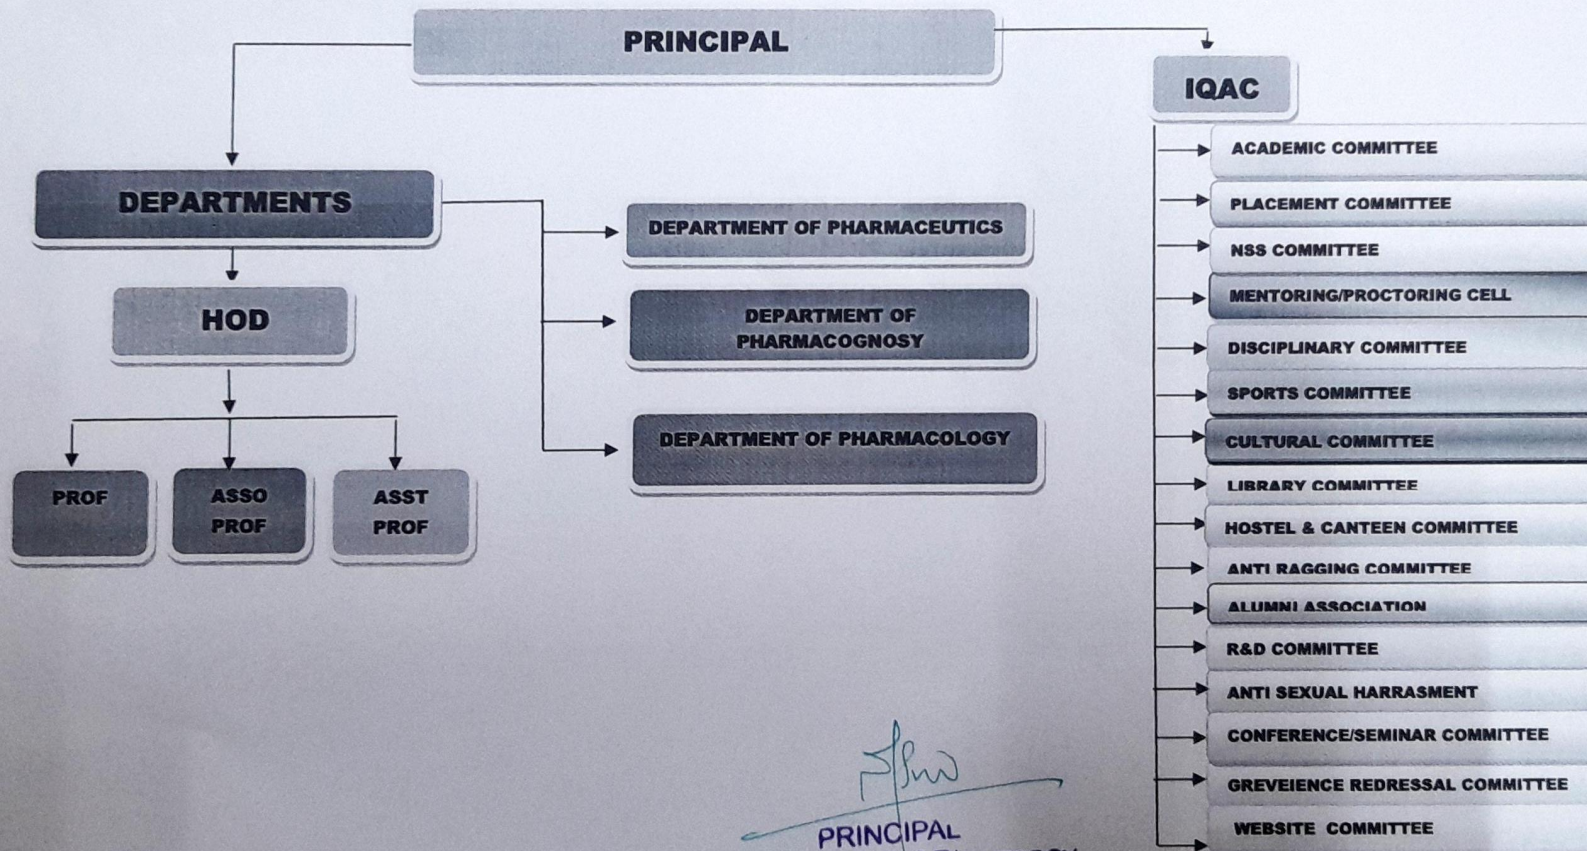 PRINCIPAL
IQAC
DEPARTMENTS
HOD
PROF
ASSO
PROF
ASST
PROF
DEPARTMENT OF PHARMACEUTICS
DEPARTMENT OF
PHARMACOGNOSY
DEPARTMENT OF PHARMACOLOGY
ACADEMIC COMMITTEE
PLACEMENT COMMITTEE
NSS COMMITTEE
MENTORING/PROCTORING CELL
DISCIPLINARY COMMITTEE
SPORTS COMMITTEE
CULTURAL COMMITTEE
LIBRARY COMMITTEE
HOSTEL & CANTEEN COMMITTEE
ANTI RAGGING COMMITTEE
ALUMNI ASSOCIATION
R&D COMMITTEE
ANTI SEXUAL HARRASMENT
CONFERENCE/SEMINAR COMMITTEE
GREVEIENCE REDRESSAL COMMITTEE
WEBSITE COMMITTEE
PRINCIPAL